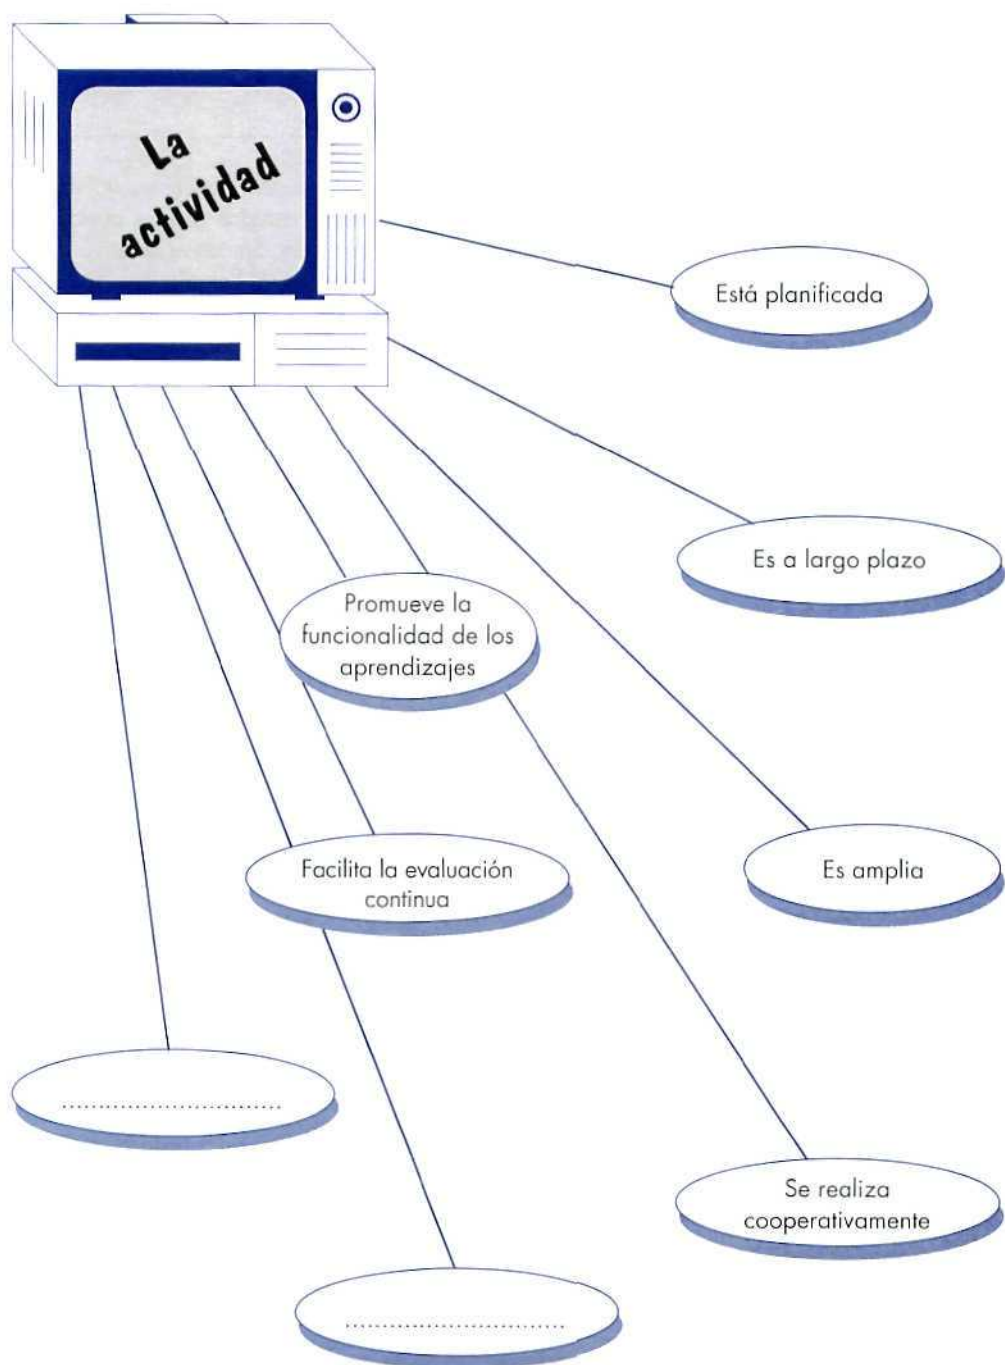 La
actividad
Está planificada
Es a largo plazo
Promueve la
funcionalidad de los
aprendizajes
Es amplia
Facilita la evaluación
continua
............................
Se realiza
cooperativamente
............................